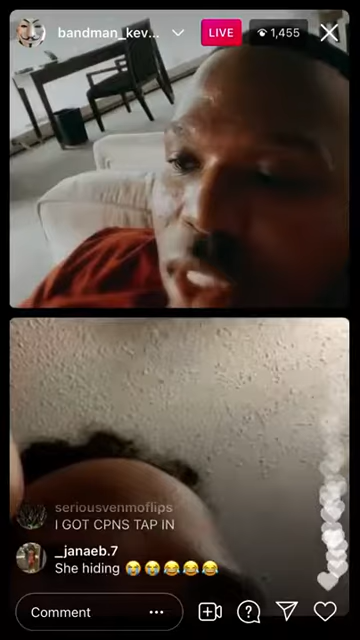 bandman_kev...
LIVE
1,455
seriousvenmoflips
I GOT CPNS TAP IN
_janaeb.7
She hiding 😭😭😂😂😂
Comment